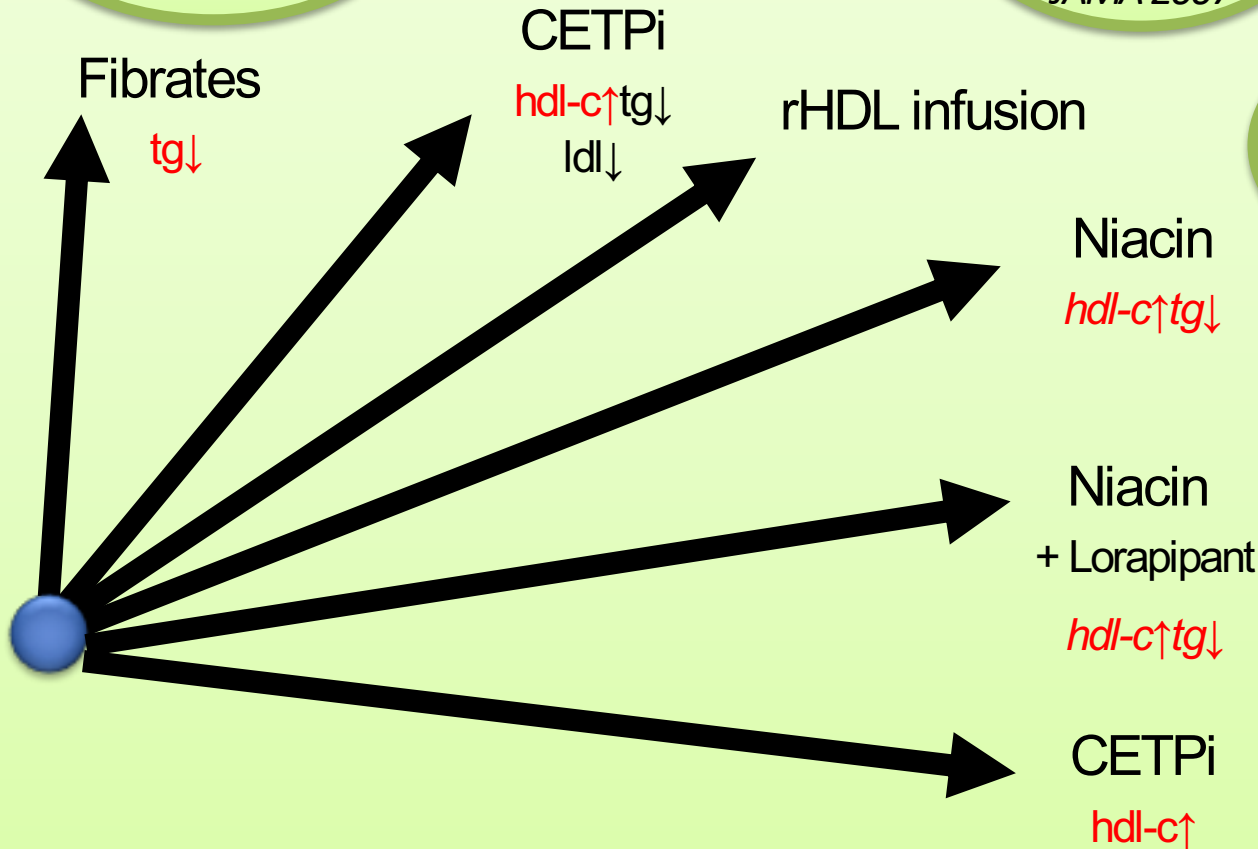 CETPi
hdl-c↑tg↓
ldl↓
Fibrates
tg↓
rHDL infusion
Niacin
hdl-c↑tg↓
Niacin
+ Lorapipant
hdl-c↑tg↓
CETPi
hdl-c↑